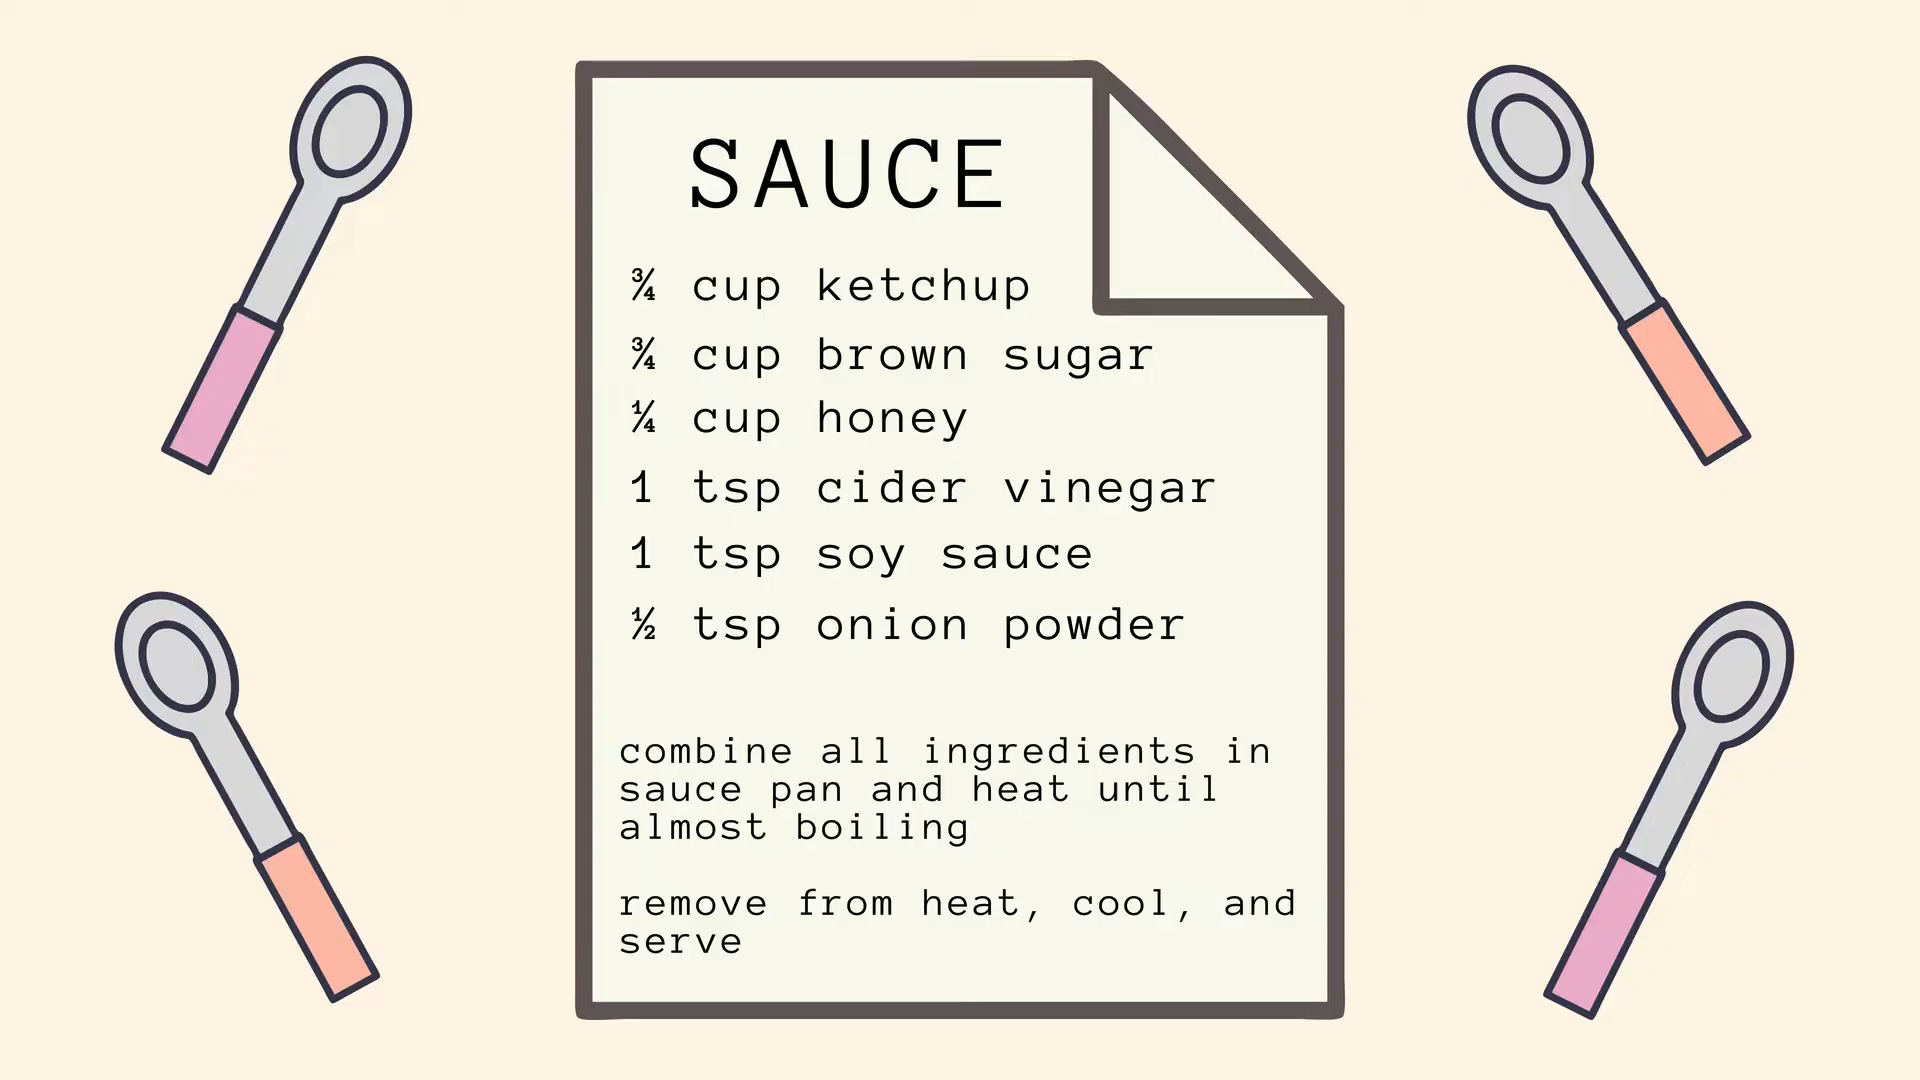 SAUCE
¾ cup ketchup
¾ cup brown sugar
¼ cup honey
1 tsp cider vinegar
1 tsp soy sauce
½ tsp onion powder
combine all ingredients in
sauce pan and heat until
almost boiling
remove from heat, cool, and
serve